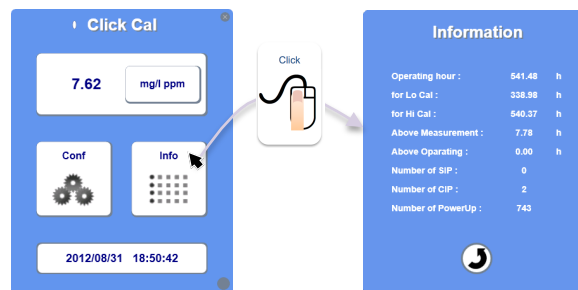 Click Cal
7.62 mg/l ppm
Conf Info
2012/08/31 18:50:42
Click
Information
Operating hour : 541.48 h
for Lo Cal : 338.98 h
for Hi Cal : 540.37 h
Above Measurement : 7.78 h
Above Oparating : 0.00 h
Number of SIP : 0
Number of CIP : 2
Number of PowerUp : 743